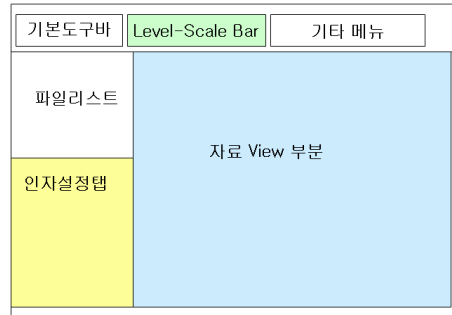 기본도구바
Level-Scale Bar
기타 메뉴
파일리스트
자료 View 부분
인자설정탭